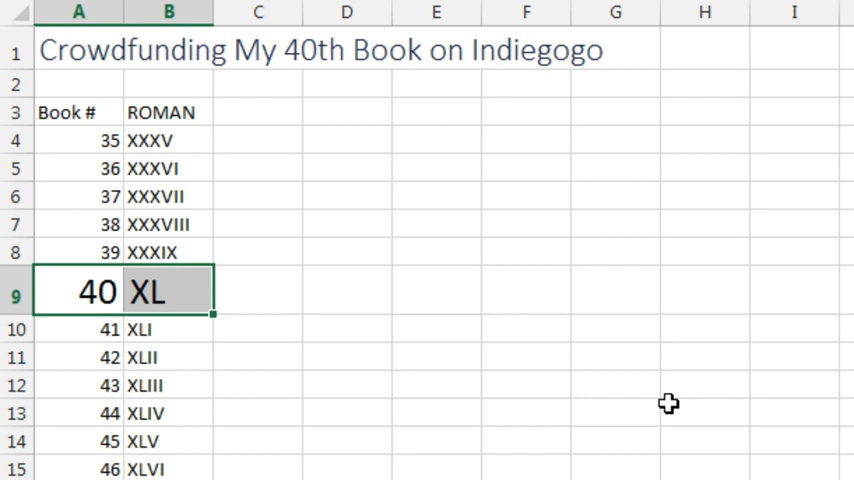 A B C D E F G H I
1 Crowdfunding My 40th Book on Indiegogo
2
3 Book # ROMAN
4 35 XXXV
5 36 XXXVI
6 37 XXXVII
7 38 XXXVIII
8 39 XXXIX
9 40 XL
10 41 XLI
11 42 XLII
12 43 XLIII
13 44 XLIV
14 45 XLV
15 46 XLVI